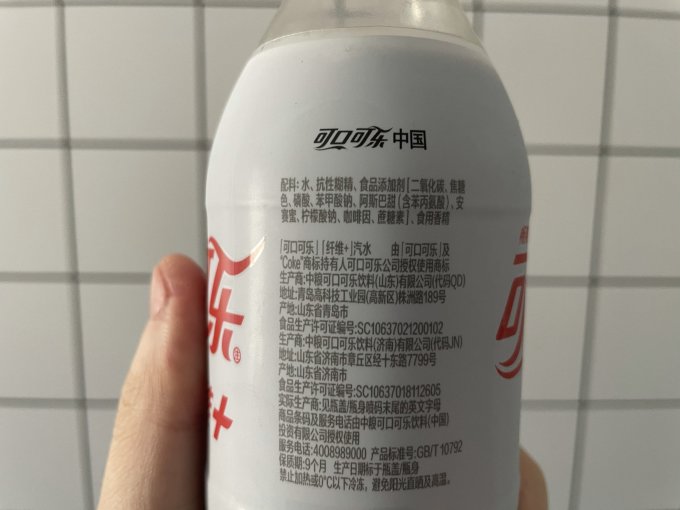 可口可乐 中国
配料: 水、抗性糊精、食品添加剂 [二氧化碳、焦糖
色、磷酸、苯甲酸钠、阿斯巴甜 (含苯丙氨酸)、安
赛蜜、柠檬酸钠、咖啡因、蔗糖素]、食用香精
「可口可乐」「纤维+」汽水 由「可口可乐」及
"Coke"商标持有人可口可乐公司授权使用商标
生产商:中粮可口可乐饮料(山东)有限公司(代码QD)
地址:青岛高科技工业园(高新区)株洲路189号
产地:山东省青岛市
食品生产许可证编号:SC10637021200102
生产商:中粮可口可乐饮料(济南)有限公司(代码JN)
地址:山东省济南市章丘区经十东路7799号
产地:山东省济南市
食品生产许可证编号:SC10637018112605
实际生产商:见瓶盖/瓶身喷码末尾的英文字母
商品条码及服务电话由中粮可口可乐饮料(中国)
投资有限公司授权使用
服务电话:4008989000 产品标准号:GB/T 10792
保质期:9个月 生产日期标于瓶盖/瓶身
禁止加热或0°C以下冷冻, 避免阳光直晒及高温。
乐®
+
可